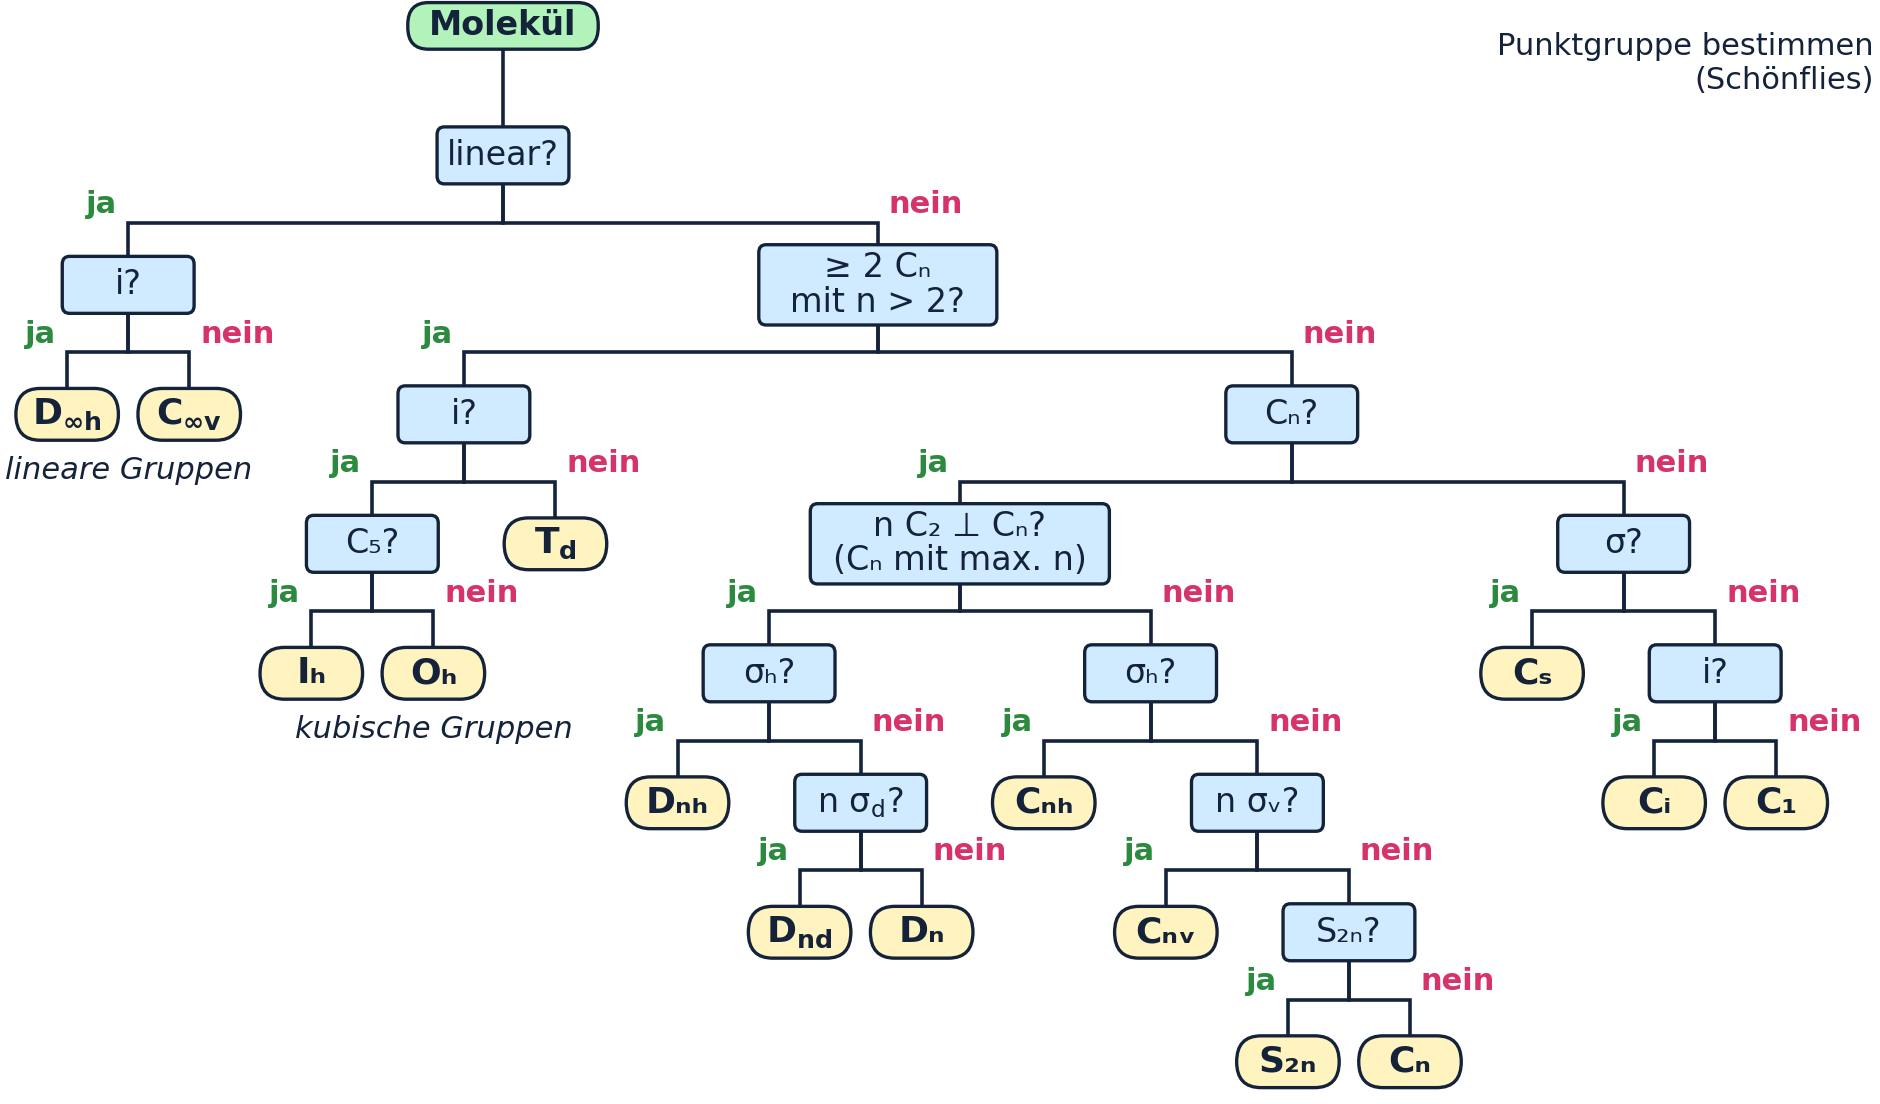 Molekül
Punktgruppe bestimmen
(Schönflies)
linear?
ja
nein
i?
≥ 2 Cₙ
mit n > 2?
ja
nein
ja
nein
D∞h
C∞v
i?
Cₙ?
lineare Gruppen
ja
nein
ja
nein
C₅?
T_d
n C₂ ⊥ Cₙ?
(Cₙ mit max. n)
σ?
ja
nein
ja
nein
ja
nein
Iₕ
Oₕ
σₕ?
σₕ?
Cₛ
i?
kubische Gruppen
ja
nein
ja
nein
ja
nein
Dₙₕ
n σ_d?
Cₙₕ
n σᵥ?
Cᵢ
C₁
ja
nein
ja
nein
D_nd
Dₙ
Cₙᵥ
S₂ₙ?
ja
nein
S₂ₙ
Cₙ